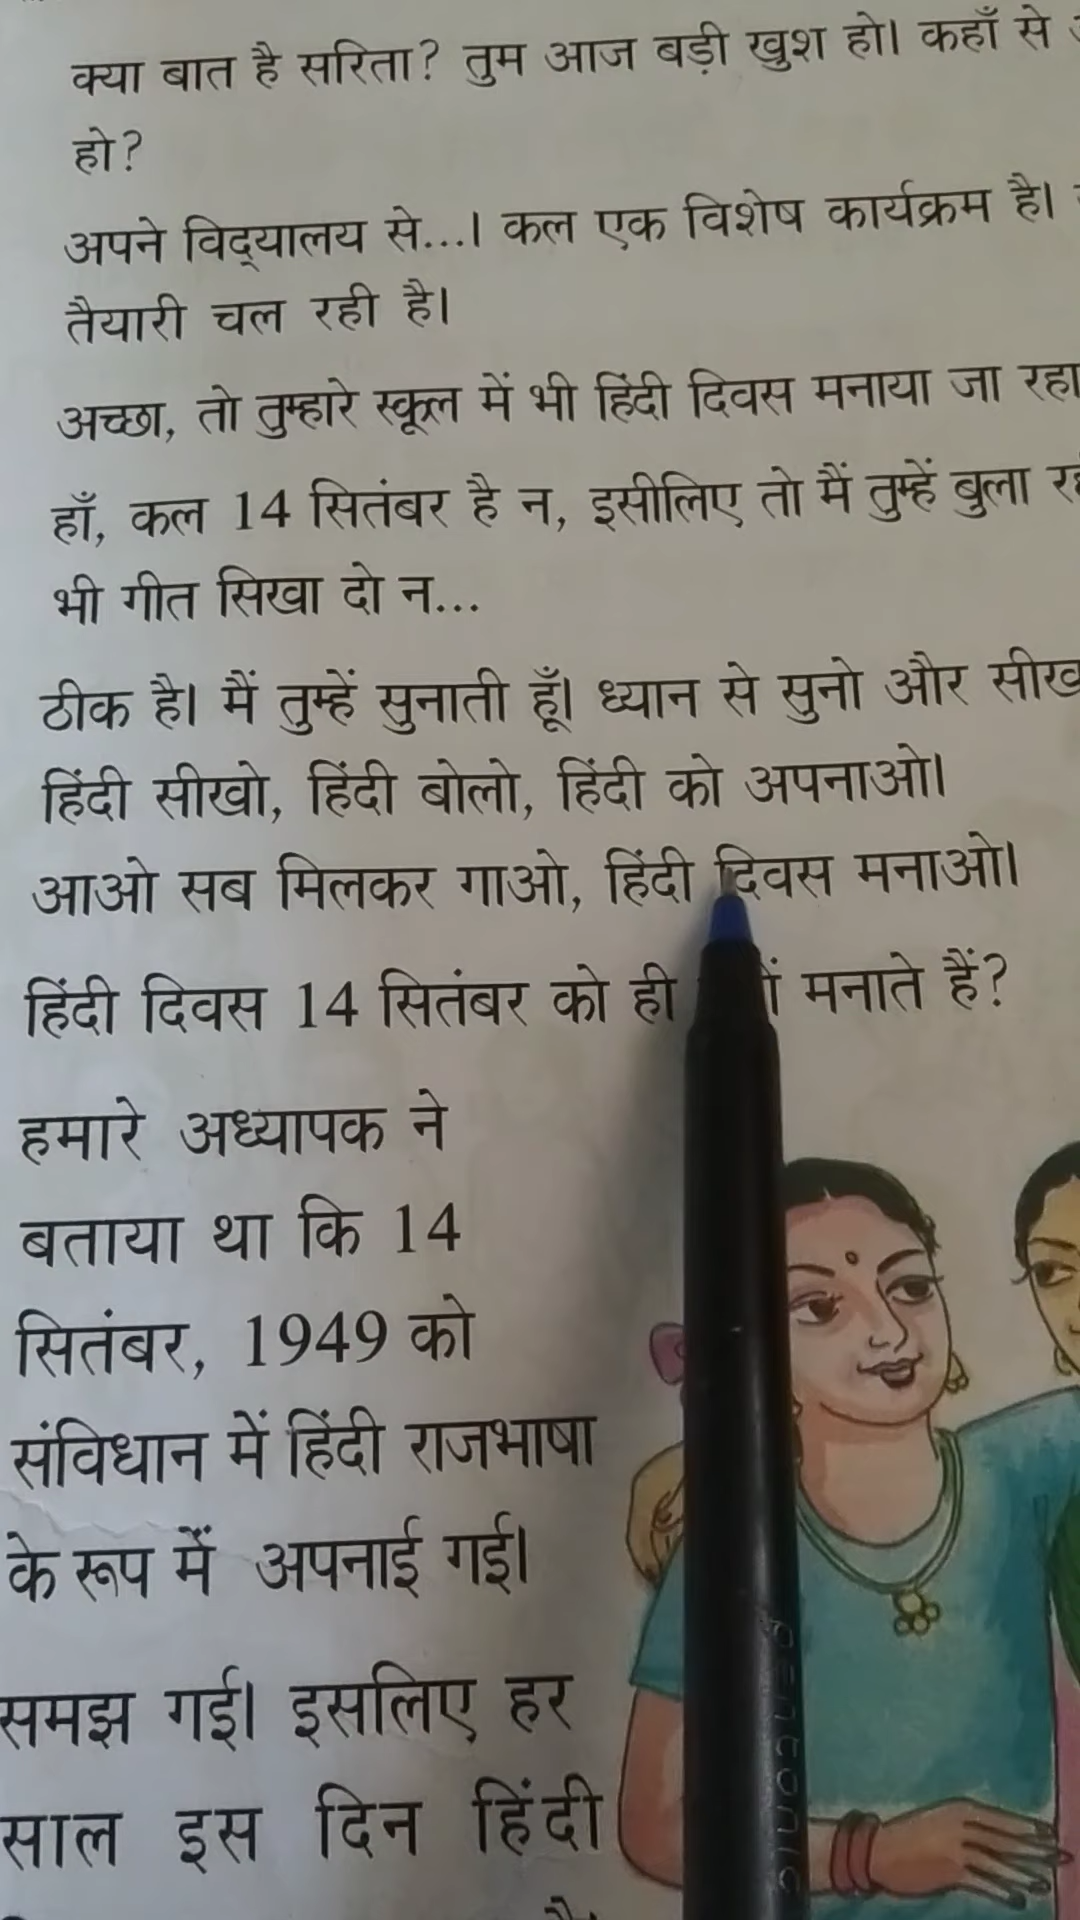 क्या बात है सरिता? तुम आज बड़ी खुश हो। कहाँ से
हो?
अपने विद्‌यालय से...। कल एक विशेष कार्यक्रम है।
तैयारी चल रही है।
अच्छा, तो तुम्हारे स्कूल में भी हिंदी दिवस मनाया जा रहा
हाँ, कल 14 सितंबर है न, इसीलिए तो मैं तुम्हें बुला
भी गीत सिखा दो न...
ठीक है। मैं तुम्हें सुनाती हूँ। ध्यान से सुनो और
हिंदी सीखो, हिंदी बोलो, हिंदी को अपनाओ।
आओ सब मिलकर गाओ, हिंदी दिवस मनाओ।
हिंदी दिवस 14 सितंबर को ही मनाते हैं?
हमारे अध्यापक ने
बताया था कि 14
सितंबर, 1949 को
संविधान में हिंदी राजभाषा
के रूप में अपनाई गई।
समझ गई। इसलिए हर
साल इस दिन हिंदी